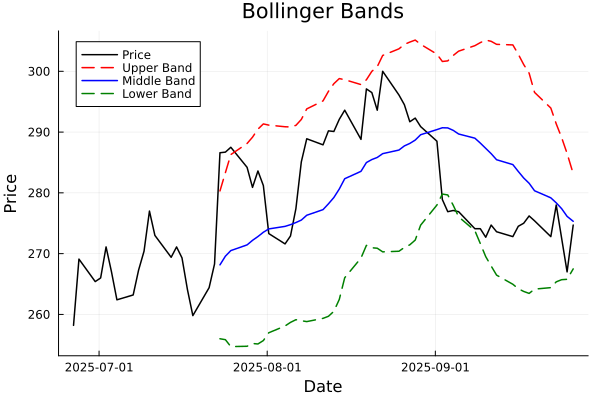 Bollinger Bands
Price
Upper Band
Middle Band
Lower Band
300
290
280
270
260
Price
2025-07-01
2025-08-01
2025-09-01
Date